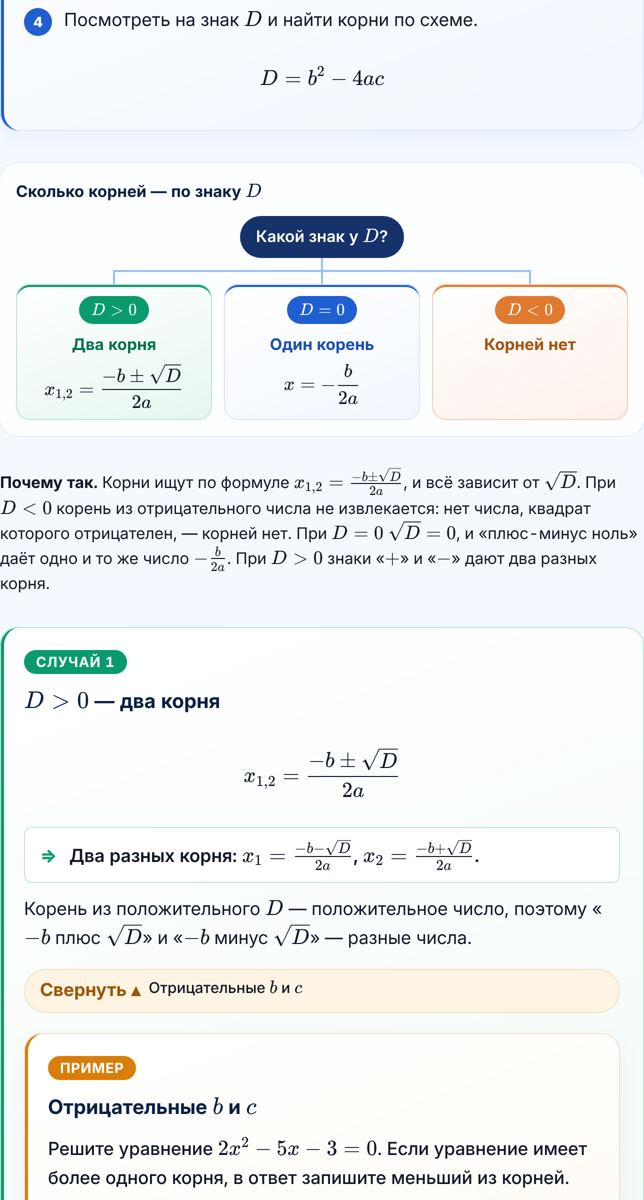 4 Посмотреть на знак D и найти корни по схеме.
D = b² − 4ac
Сколько корней — по знаку D
Какой знак у D?
D > 0
Два корня
x₁,₂ = (−b ± √D) / 2a
D = 0
Один корень
x = −b / 2a
D < 0
Корней нет
Почему так. Корни ищут по формуле x₁,₂ = (−b±√D) / 2a, и всё зависит от √D. При
D < 0 корень из отрицательного числа не извлекается: нет числа, квадрат
которого отрицателен, — корней нет. При D = 0 √D = 0, и «плюс-минус ноль»
даёт одно и то же число −b / 2a. При D > 0 знаки «+» и «−» дают два разных
корня.
СЛУЧАЙ 1
D > 0 — два корня
x₁,₂ = (−b ± √D) / 2a
⇒ Два разных корня: x₁ = (−b−√D) / 2a, x₂ = (−b+√D) / 2a.
Корень из положительного D — положительное число, поэтому «
−b плюс √D» и «−b минус √D» — разные числа.
Свернуть ▲ Отрицательные b и c
ПРИМЕР
Отрицательные b и c
Решите уравнение 2x² − 5x − 3 = 0. Если уравнение имеет
более одного корня, в ответ запишите меньший из корней.